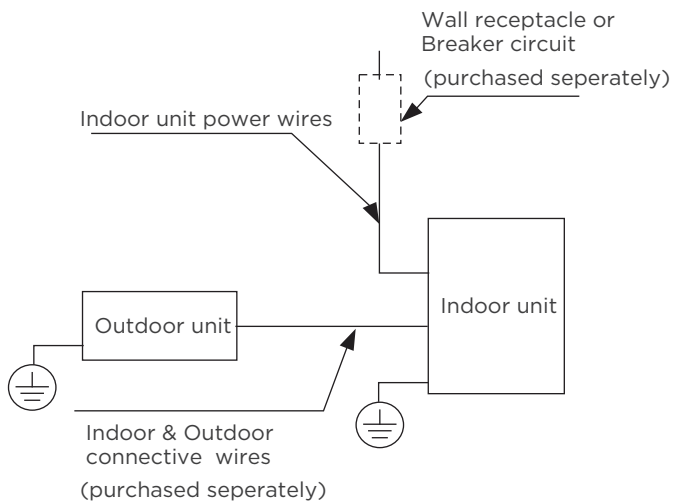 Wall receptacle or
Breaker circuit
(purchased seperately)
Indoor unit power wires
Indoor unit
Outdoor unit
Indoor & Outdoor
connective wires
(purchased seperately)